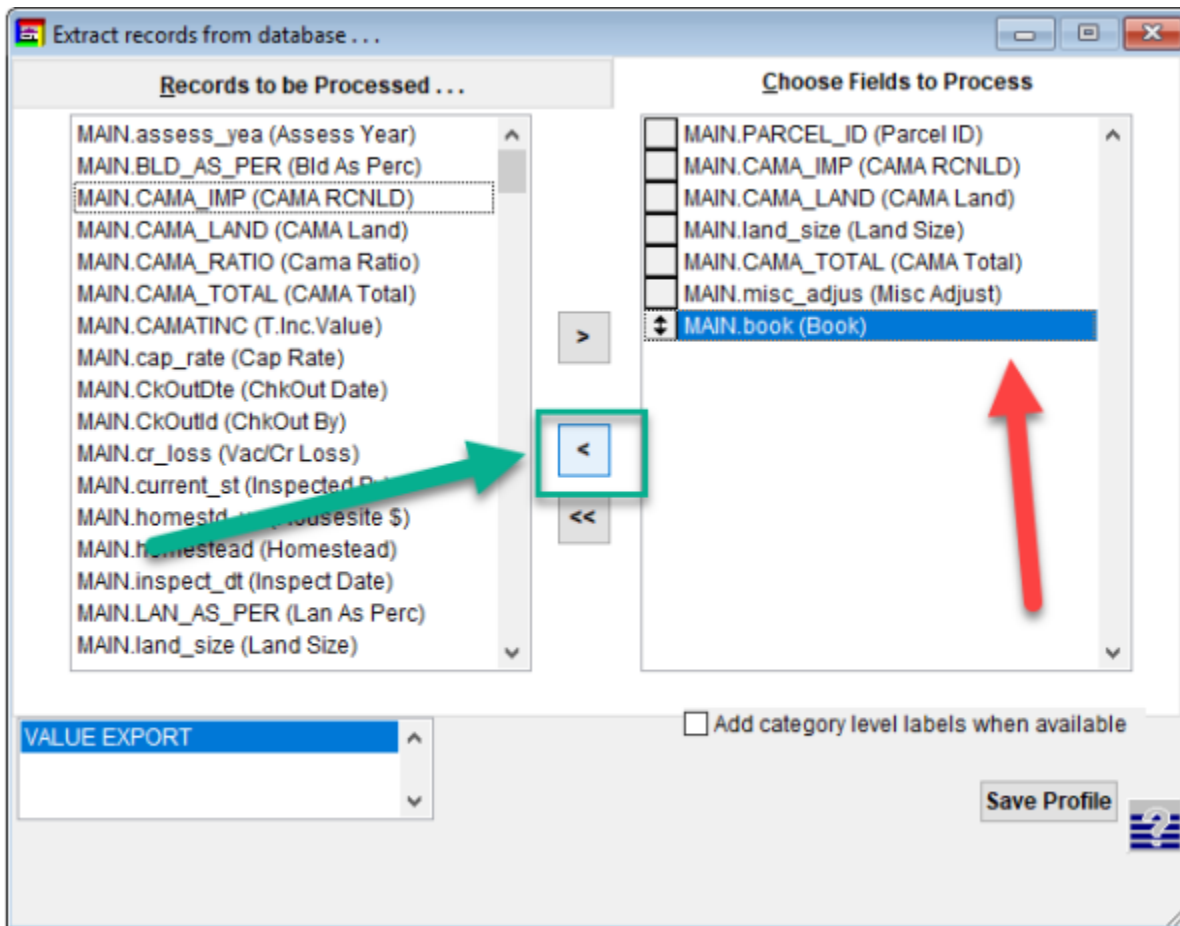 Extract records from database . . .
Records to be Processed . . .
Choose Fields to Process
MAIN.assess_yea (Assess Year)
MAIN.BLD_AS_PER (Bld As Perc)
MAIN.CAMA_IMP (CAMA RCNLD)
MAIN.CAMA_LAND (CAMA Land)
MAIN.CAMA_RATIO (Cama Ratio)
MAIN.CAMA_TOTAL (CAMA Total)
MAIN.CAMATINC (T.Inc.Value)
MAIN.cap_rate (Cap Rate)
MAIN.CkOutDte (ChkOut Date)
MAIN.CkOutId (ChkOut By)
MAIN.cr_loss (Vac/Cr Loss)
MAIN.current_st (Inspected
MAIN.homestead (Homestead)
MAIN.inspect_dt (Inspect Date)
MAIN.LAN_AS_PER (Lan As Perc)
MAIN.land_size (Land Size)
>
<
<<
MAIN.PARCEL_ID (Parcel ID)
MAIN.CAMA_IMP (CAMA RCNLD)
MAIN.CAMA_LAND (CAMA Land)
MAIN.land_size (Land Size)
MAIN.CAMA_TOTAL (CAMA Total)
MAIN.misc_adjus (Misc Adjust)
MAIN.book (Book)
VALUE EXPORT
Add category level labels when available
Save Profile
?